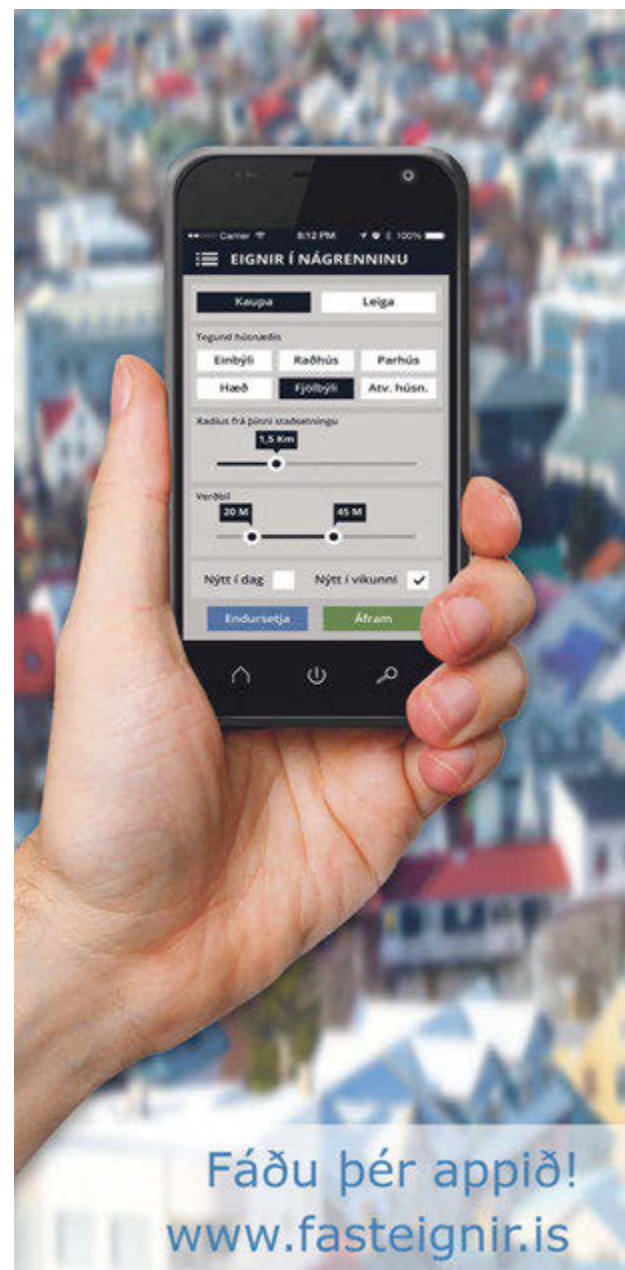 Carrier 8:12 PM 100%
EIGNIR Í NÁGRENNINU
Kaupa Leiga
Tegund húsnæðis
Einbýli Raðhús Parhús
Hæð Fjölbýli Atv. húsn.
Radíus frá þinni staðsetningu
1,5 Km
Verðbil
20 M 45 M
Nýtt í dag Nýtt í vikunni
Endursetja Áfram
Fáðu þér appið!
www.fasteignir.is